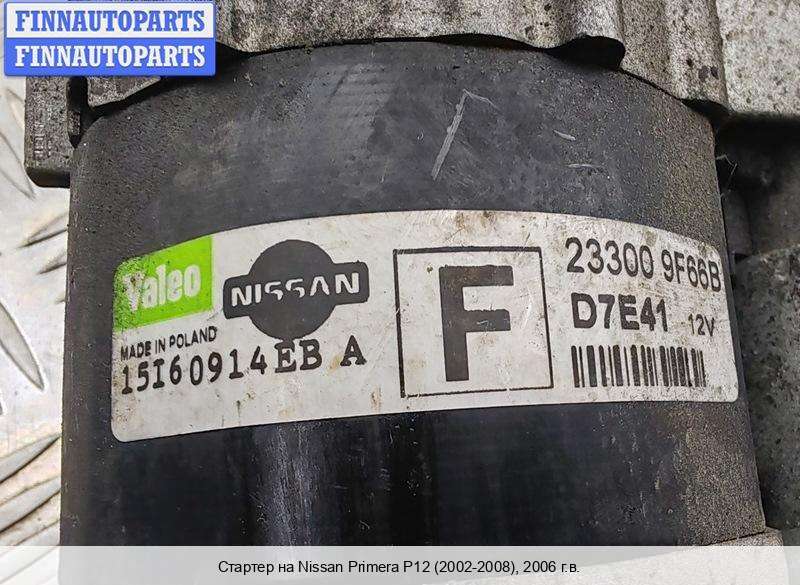 FINNAUTOPARTS
FINNAUTOPARTS
Valeo
NISSAN
MADE IN POLAND
15I60914EB A
F
23300 9F66B
D7E41 12V
Стартер на Nissan Primera P12 (2002-2008), 2006 г.в.